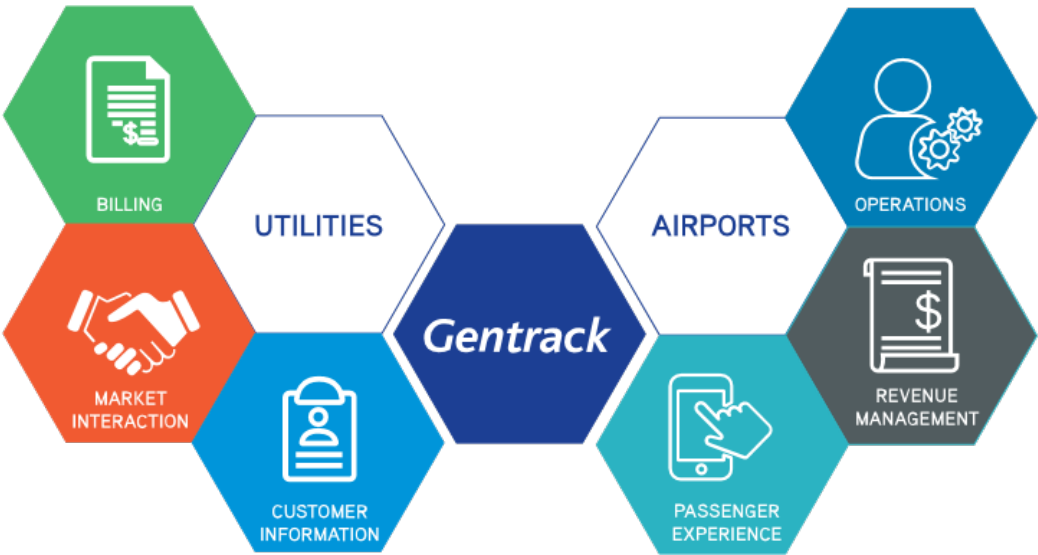 BILLING
UTILITIES
MARKET
INTERACTION
CUSTOMER
INFORMATION
Gentrack
AIRPORTS
OPERATIONS
$
REVENUE
MANAGEMENT
PASSENGER
EXPERIENCE
$